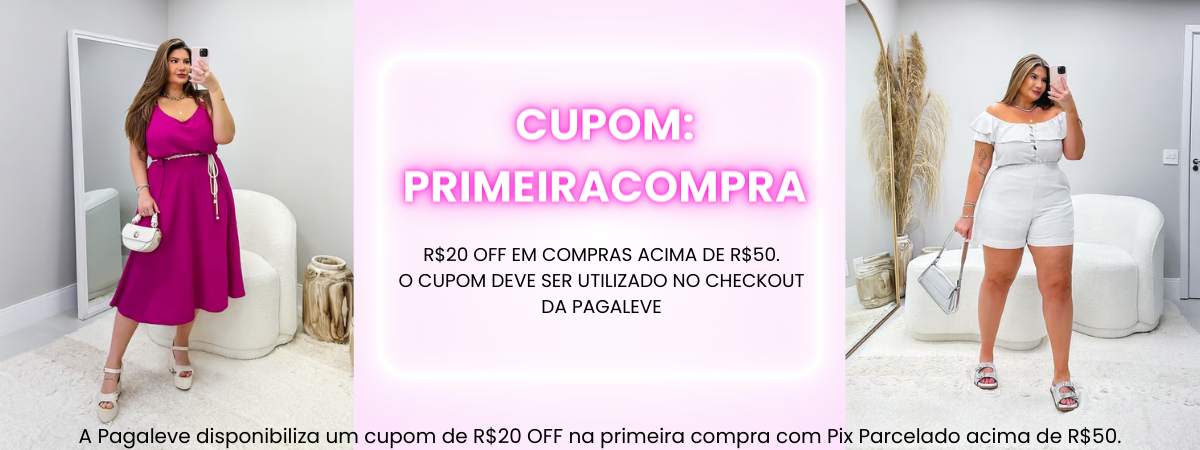 CUPOM:
PRIMEIRACOMPRA
R$20 OFF EM COMPRAS ACIMA DE R$50.
O CUPOM DEVE SER UTILIZADO NO CHECKOUT
DA PAGALEVE
A Pagaleve disponibiliza um cupom de R$20 OFF na primeira compra com Pix Parcelado acima de R$50.